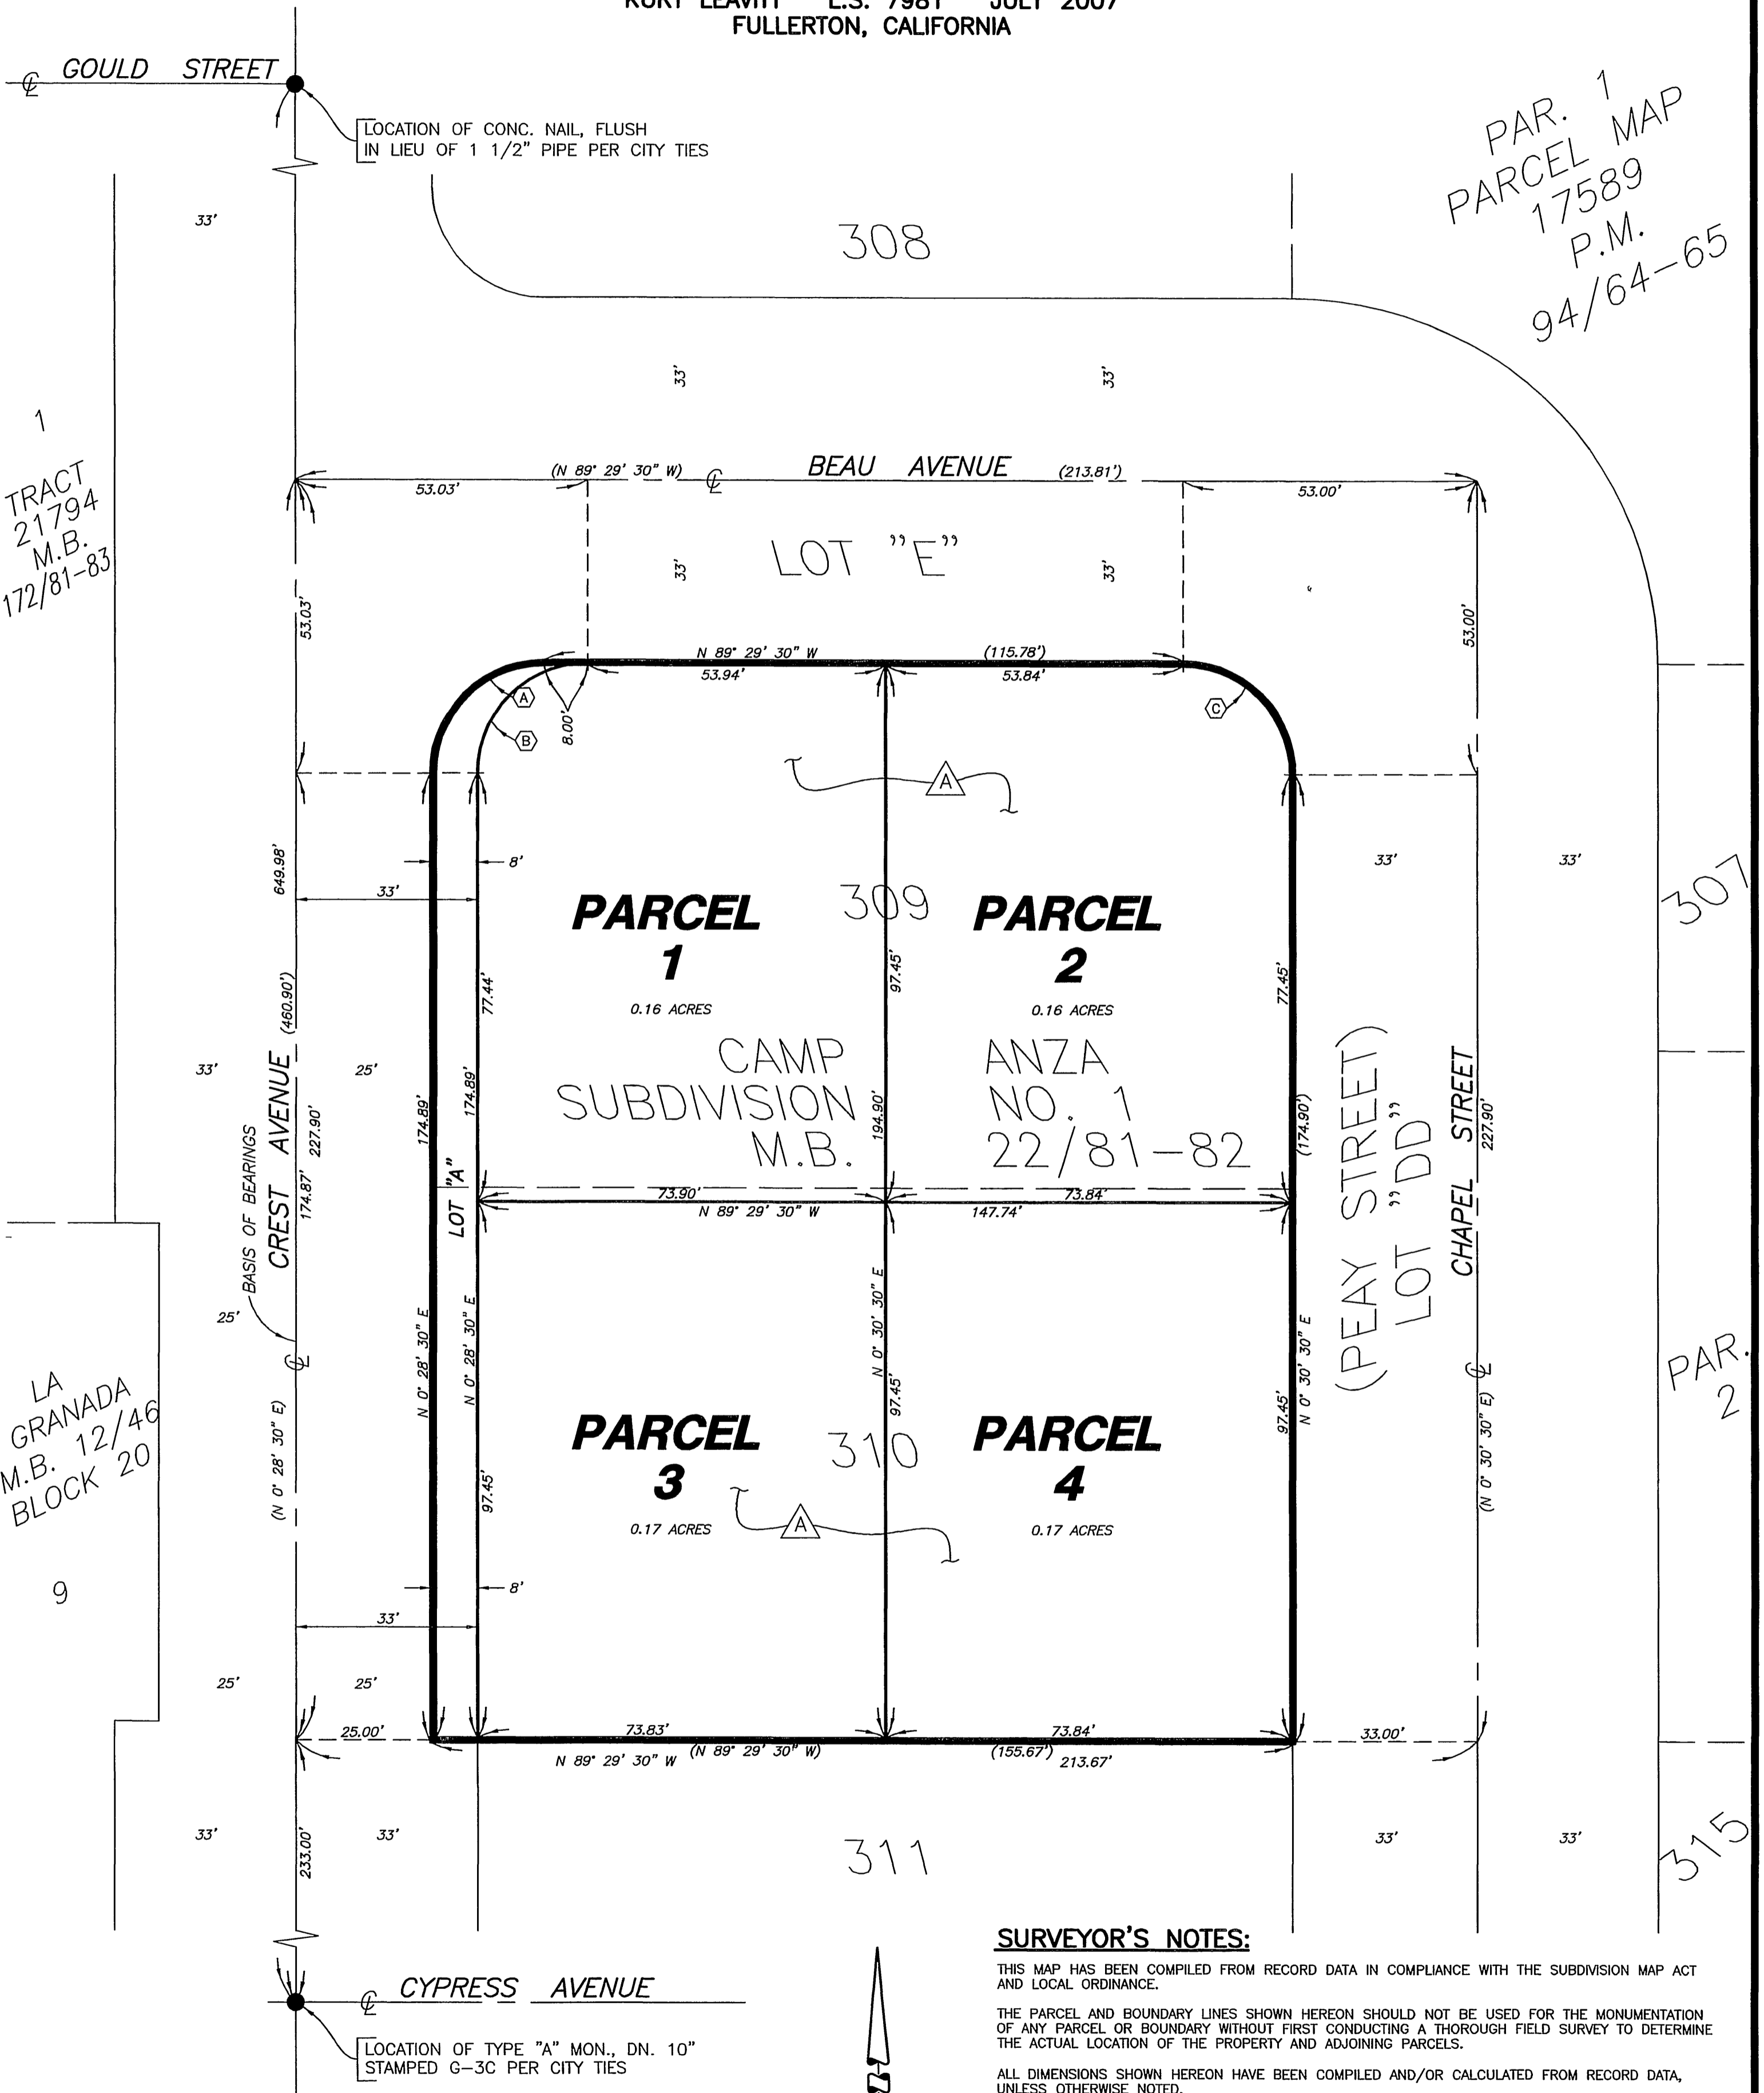 KURT LEAVITT L.S. 7981 JULY 2007
FULLERTON, CALIFORNIA
℄ GOULD STREET
LOCATION OF CONC. NAIL, FLUSH
IN LIEU OF 1 1/2" PIPE PER CITY TIES
PAR. 1
PARCEL MAP
17589
P.M.
94/64-65
33'
308
33'
33'
1
TRACT
21794
M.B.
172/81-83
(N 89° 29' 30" W)
℄
BEAU AVENUE
(213.81')
53.03'
53.00'
LOT "E"
33'
33'
53.03'
53.00'
N 89° 29' 30" W
(115.78')
53.94'
53.84'
A
B
8.00'
C
A
649.98'
8'
33'
33'
33'
307
309
PARCEL
1
0.16 ACRES
PARCEL
2
0.16 ACRES
77.44'
97.45'
77.45'
(460.90')
CAMP ANZA
SUBDIVISION NO. 1
M.B. 22/81-82
33'
25'
174.89'
174.89'
194.90'
(174.90')
227.90'
174.87'
CREST AVENUE
BASIS OF BEARINGS
LOT "A"
(PEAY STREET)
LOT "DD"
CHAPEL STREET
227.90'
73.90'
73.84'
N 89° 29' 30" W
147.74'
25'
℄
(N 0° 28' 30" E)
N 0° 28' 30" E
N 0° 28' 30" E
N 0° 30' 30" E
N 0° 30' 30" E
℄
(N 0° 30' 30" E)
PAR.
2
LA
GRANADA
M.B. 12/46
BLOCK 20
9
97.45'
97.45'
97.45'
PARCEL
3
0.17 ACRES
310
PARCEL
4
0.17 ACRES
A
8'
33'
25'
25'
25.00'
73.83'
73.84'
33.00'
N 89° 29' 30" W
(N 89° 29' 30" W)
(155.67')
213.67'
33'
233.00'
33'
311
33'
33'
315
℄ CYPRESS AVENUE
LOCATION OF TYPE "A" MON., DN. 10"
STAMPED G-3C PER CITY TIES
SURVEYOR'S NOTES:
THIS MAP HAS BEEN COMPILED FROM RECORD DATA IN COMPLIANCE WITH THE SUBDIVISION MAP ACT
AND LOCAL ORDINANCE.
THE PARCEL AND BOUNDARY LINES SHOWN HEREON SHOULD NOT BE USED FOR THE MONUMENTATION
OF ANY PARCEL OR BOUNDARY WITHOUT FIRST CONDUCTING A THOROUGH FIELD SURVEY TO DETERMINE
THE ACTUAL LOCATION OF THE PROPERTY AND ADJOINING PARCELS.
ALL DIMENSIONS SHOWN HEREON HAVE BEEN COMPILED AND/OR CALCULATED FROM RECORD DATA,
UNLESS OTHERWISE NOTED.